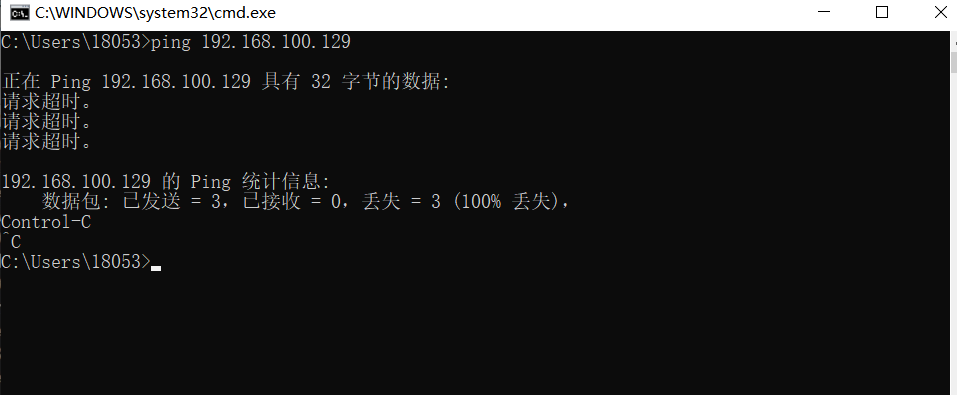 C:\WINDOWS\system32\cmd.exe
C:\Users\18053>ping 192.168.100.129
正在 Ping 192.168.100.129 具有 32 字节的数据:
请求超时。
请求超时。
请求超时。
192.168.100.129 的 Ping 统计信息:
数据包: 已发送 = 3，已接收 = 0，丢失 = 3 (100% 丢失)，
Control-C
^C
C:\Users\18053>